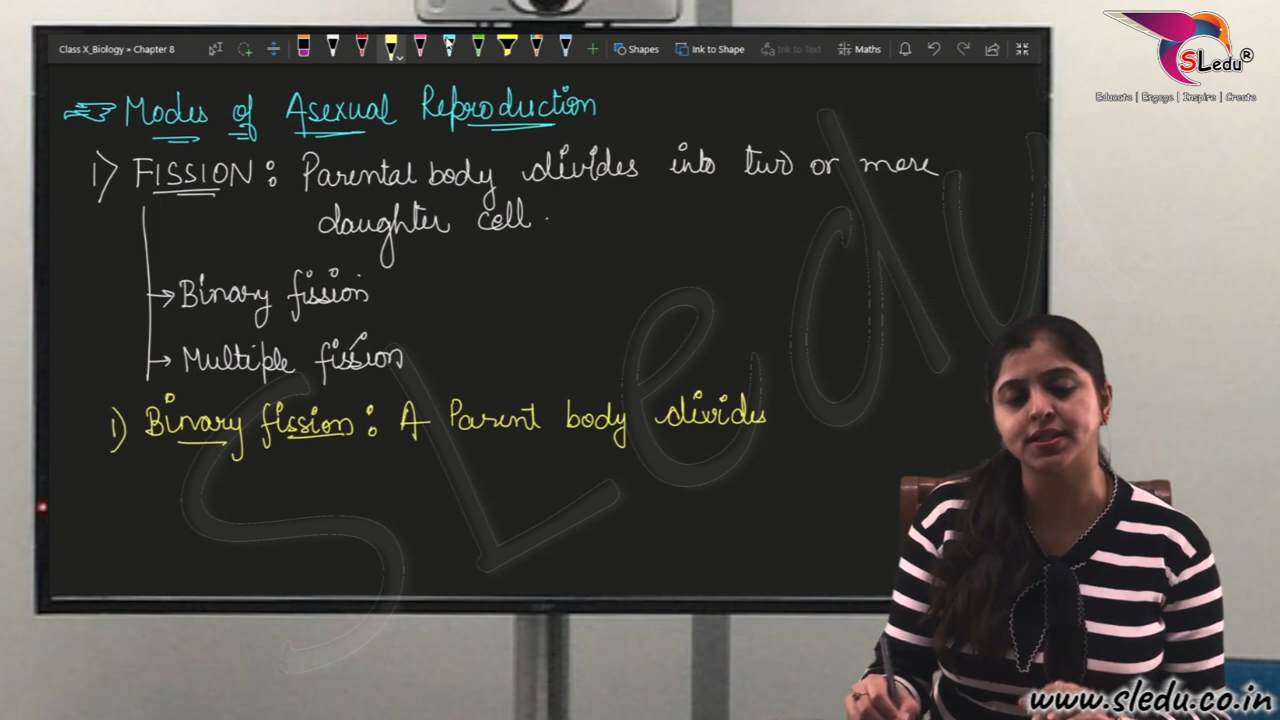 Class X_Biology » Chapter 8
Shapes
Ink to Shape
Ink to Text
Maths
SLedu®
Educate | Engage | Inspire | Create
Modes of Asexual Reproduction
1) FISSION : Parental body divides into two or more
daughter cell.
→ Binary fission
→ Multiple fission
1) Binary fission : A Parent body divides
SLedu
www.sledu.co.in